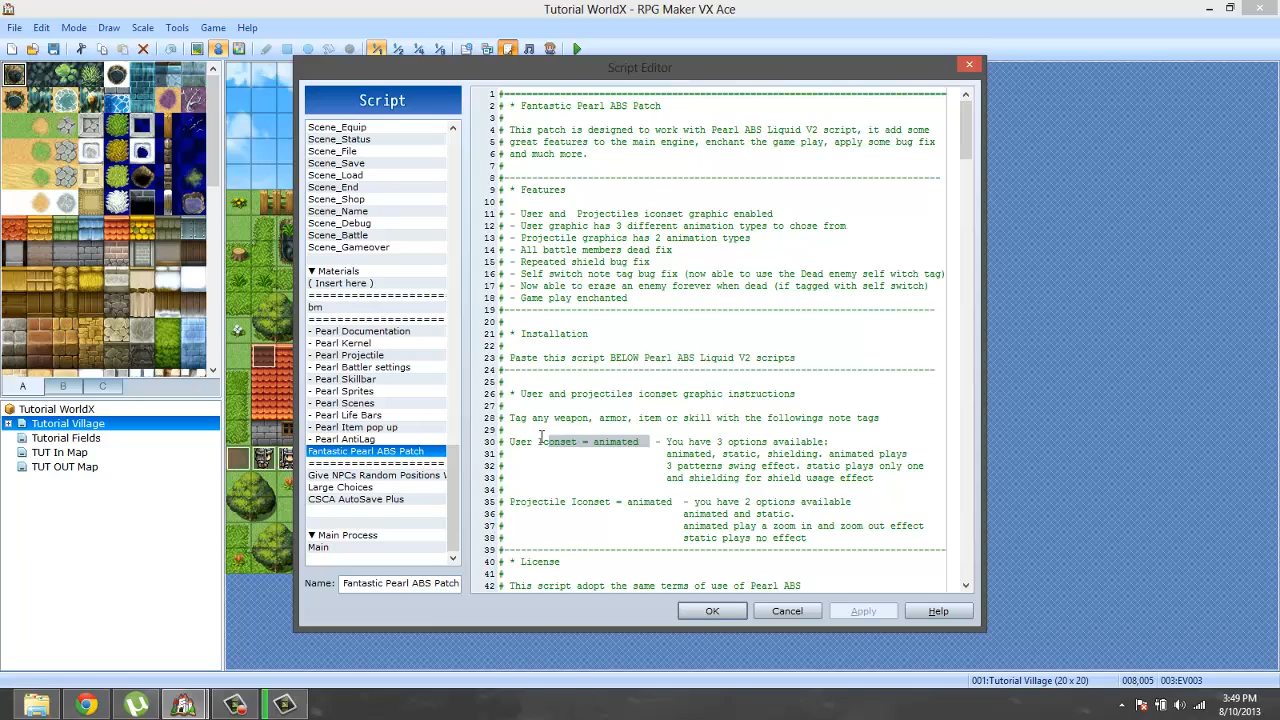 Tutorial WorldX - RPG Maker VX Ace
File Edit Mode Draw Scale Tools Game Help
Script Editor
Script
Scene_Equip
Scene_Status
Scene_File
Scene_Save
Scene_Load
Scene_End
Scene_Shop
Scene_Name
Scene_Debug
Scene_Battle
Scene_Gameover
▼ Materials
( Insert here )
====================
bm
====================
- Pearl Documentation
- Pearl Kernel
- Pearl Projectile
- Pearl Battler settings
- Pearl Skillbar
- Pearl Sprites
- Pearl Scenes
- Pearl Life Bars
- Pearl Item pop up
- Pearl AntiLag
Fantastic Pearl ABS Patch
====================
Give NPCs Random Positions
Large Choices
CSCA AutoSave Plus
▼ Main Process
Main
Name: Fantastic Pearl ABS Patch
1 #==============================================================================
2 # * Fantastic Pearl ABS Patch
3 #
4 # This patch is designed to work with Pearl ABS Liquid V2 script, it add some
5 # great features to the main engine, enchant the game play, apply some bug fix
6 # and much more.
7 #
8 #------------------------------------------------------------------------------
9 # * Features
10 #
11 # - User and  Projectiles iconset graphic enabled
12 # - User graphic has 3 different animation types to chose from
13 # - Projectile graphics has 2 animation types
14 # - All battle members dead fix
15 # - Repeated shield bug fix
16 # - Self switch note tag bug fix (now able to use the Dead enemy self witch tag)
17 # - Now able to erase an enemy forever when dead (if tagged with self switch)
18 # - Game play enchanted
19 #------------------------------------------------------------------------------
20 #
21 # * Installation
22 #
23 # Paste this script BELOW Pearl ABS Liquid V2 scripts
24 #------------------------------------------------------------------------------
25 #
26 # * User and projectiles iconset graphic instructions
27 #
28 # Tag any weapon, armor, item or skill with the followings note tags
29 #
30 # User Iconset = animated   - You have 3 options available:
31 # animated, static, shielding. animated plays
32 # 3 patterns swing effect. static plays only one
33 # and shielding for shield usage effect
34 #
35 # Projectile Iconset = animated  - you have 2 options available
36 # animated and static.
37 # animated play a zoom in and zoom out effect
38 # static plays no effect
39 #------------------------------------------------------------------------------
40 # * License
41 #
42 # This script adopt the same terms of use of Pearl ABS
OK Cancel Apply Help
A B C
Tutorial WorldX
Tutorial Village
Tutorial Fields
TUT In Map
TUT OUT Map
001:Tutorial Village (20 x 20) 008,005 003:EV003
3:49 PM
8/10/2013